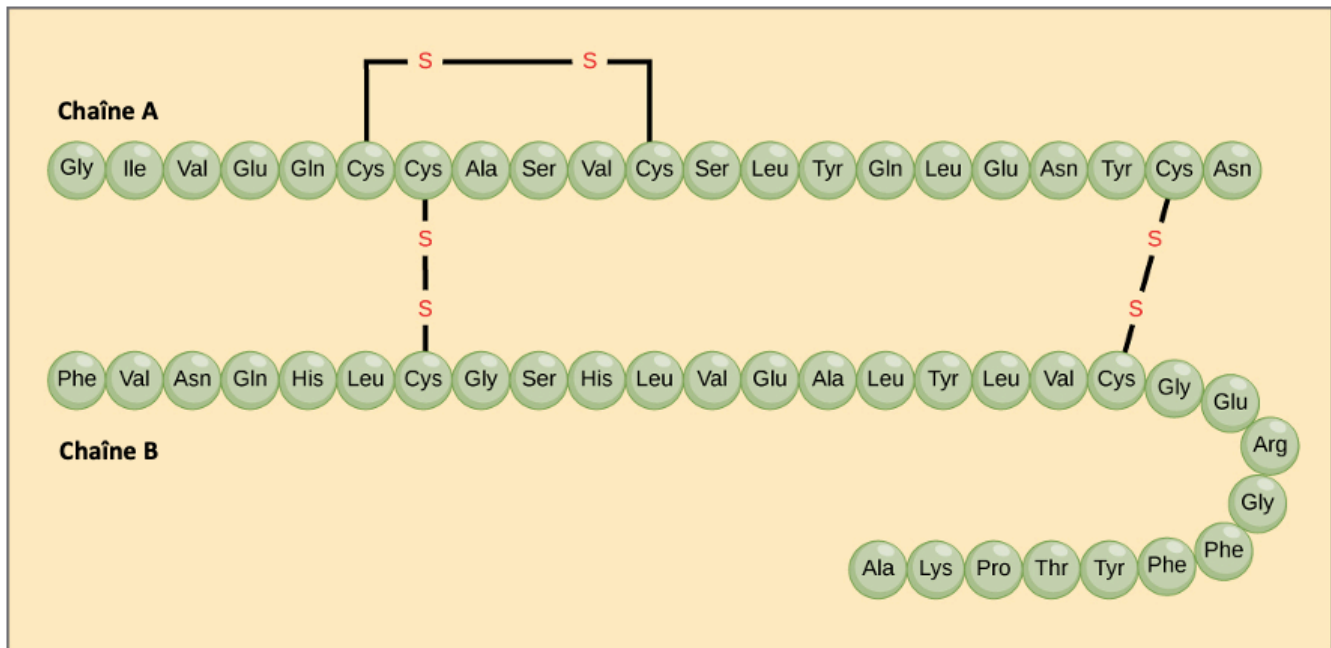 S S
Chaîne A
Gly Ile Val Glu Gln Cys Cys Ala Ser Val Cys Ser Leu Tyr Gln Leu Glu Asn Tyr Cys Asn
S S
S S
Phe Val Asn Gln His Leu Cys Gly Ser His Leu Val Glu Ala Leu Tyr Leu Val Cys Gly Glu
Arg
Chaîne B
Gly
Phe
Ala Lys Pro Thr Tyr Phe